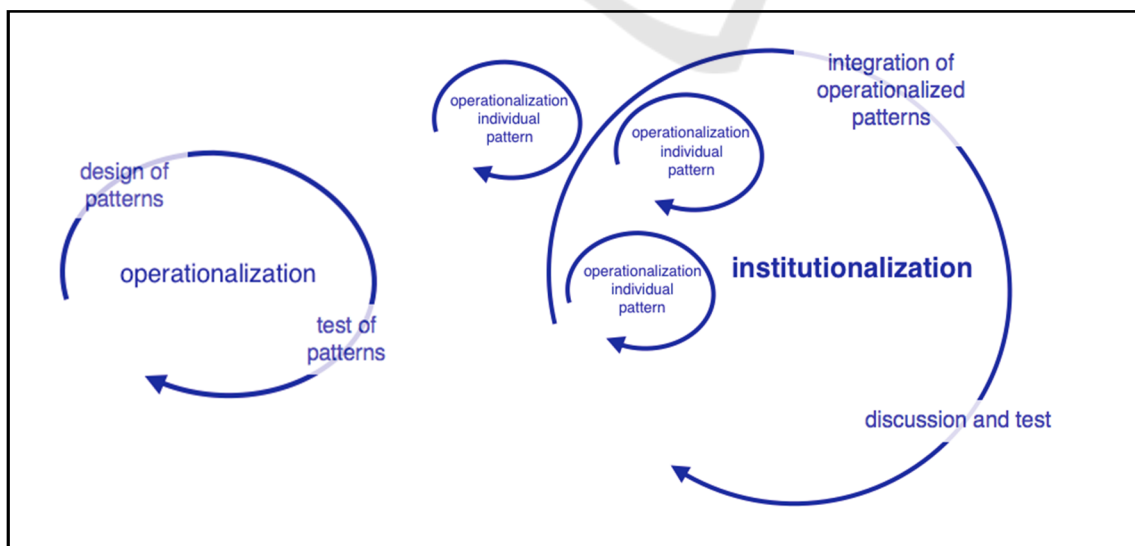 design of
patterns
operationalization
test of
patterns
operationalization
individual
pattern
operationalization
individual
pattern
operationalization
individual
pattern
integration of
operationalized
patterns
institutionalization
discussion and test